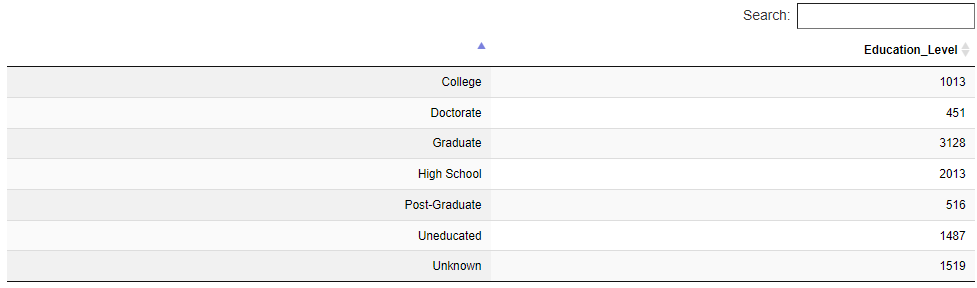 Search:
Education_Level
College 1013
Doctorate 451
Graduate 3128
High School 2013
Post-Graduate 516
Uneducated 1487
Unknown 1519